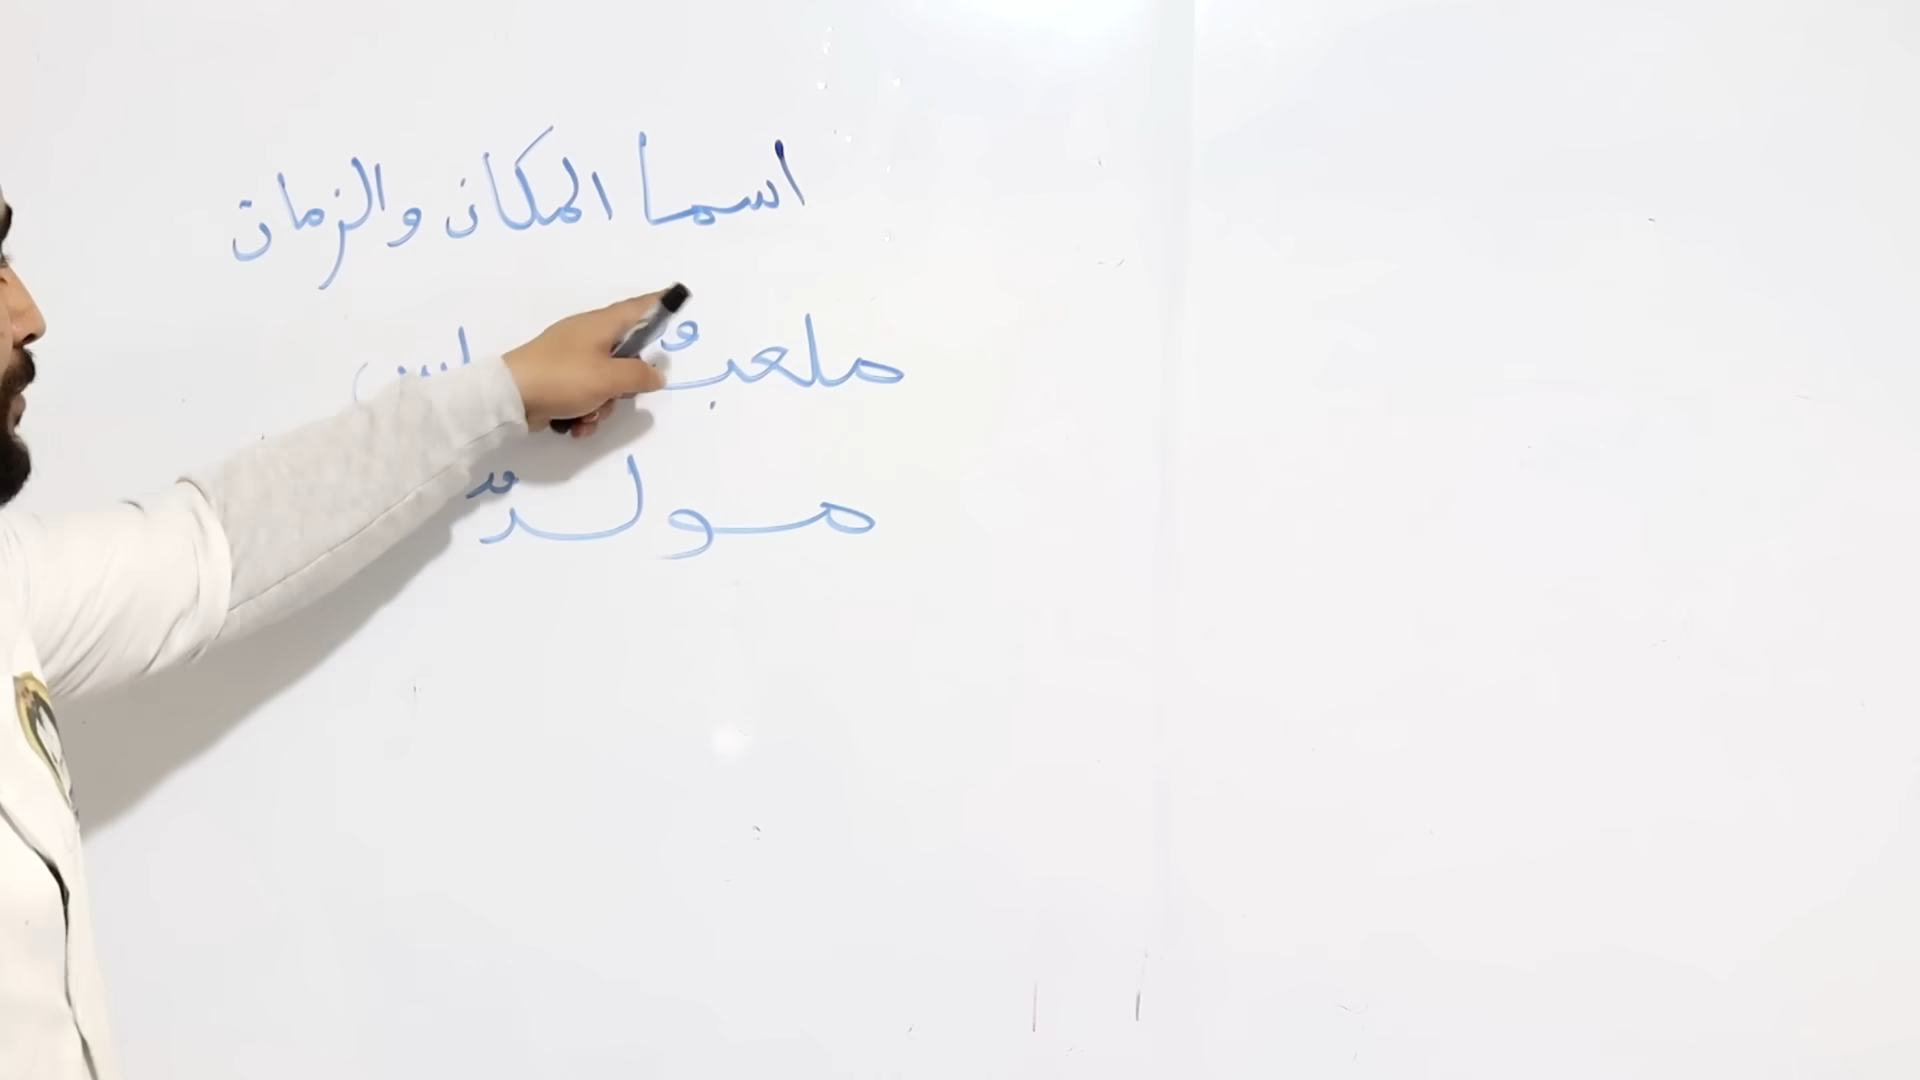 اسما المكان والزمان
ملعبٌ
مولدٌ